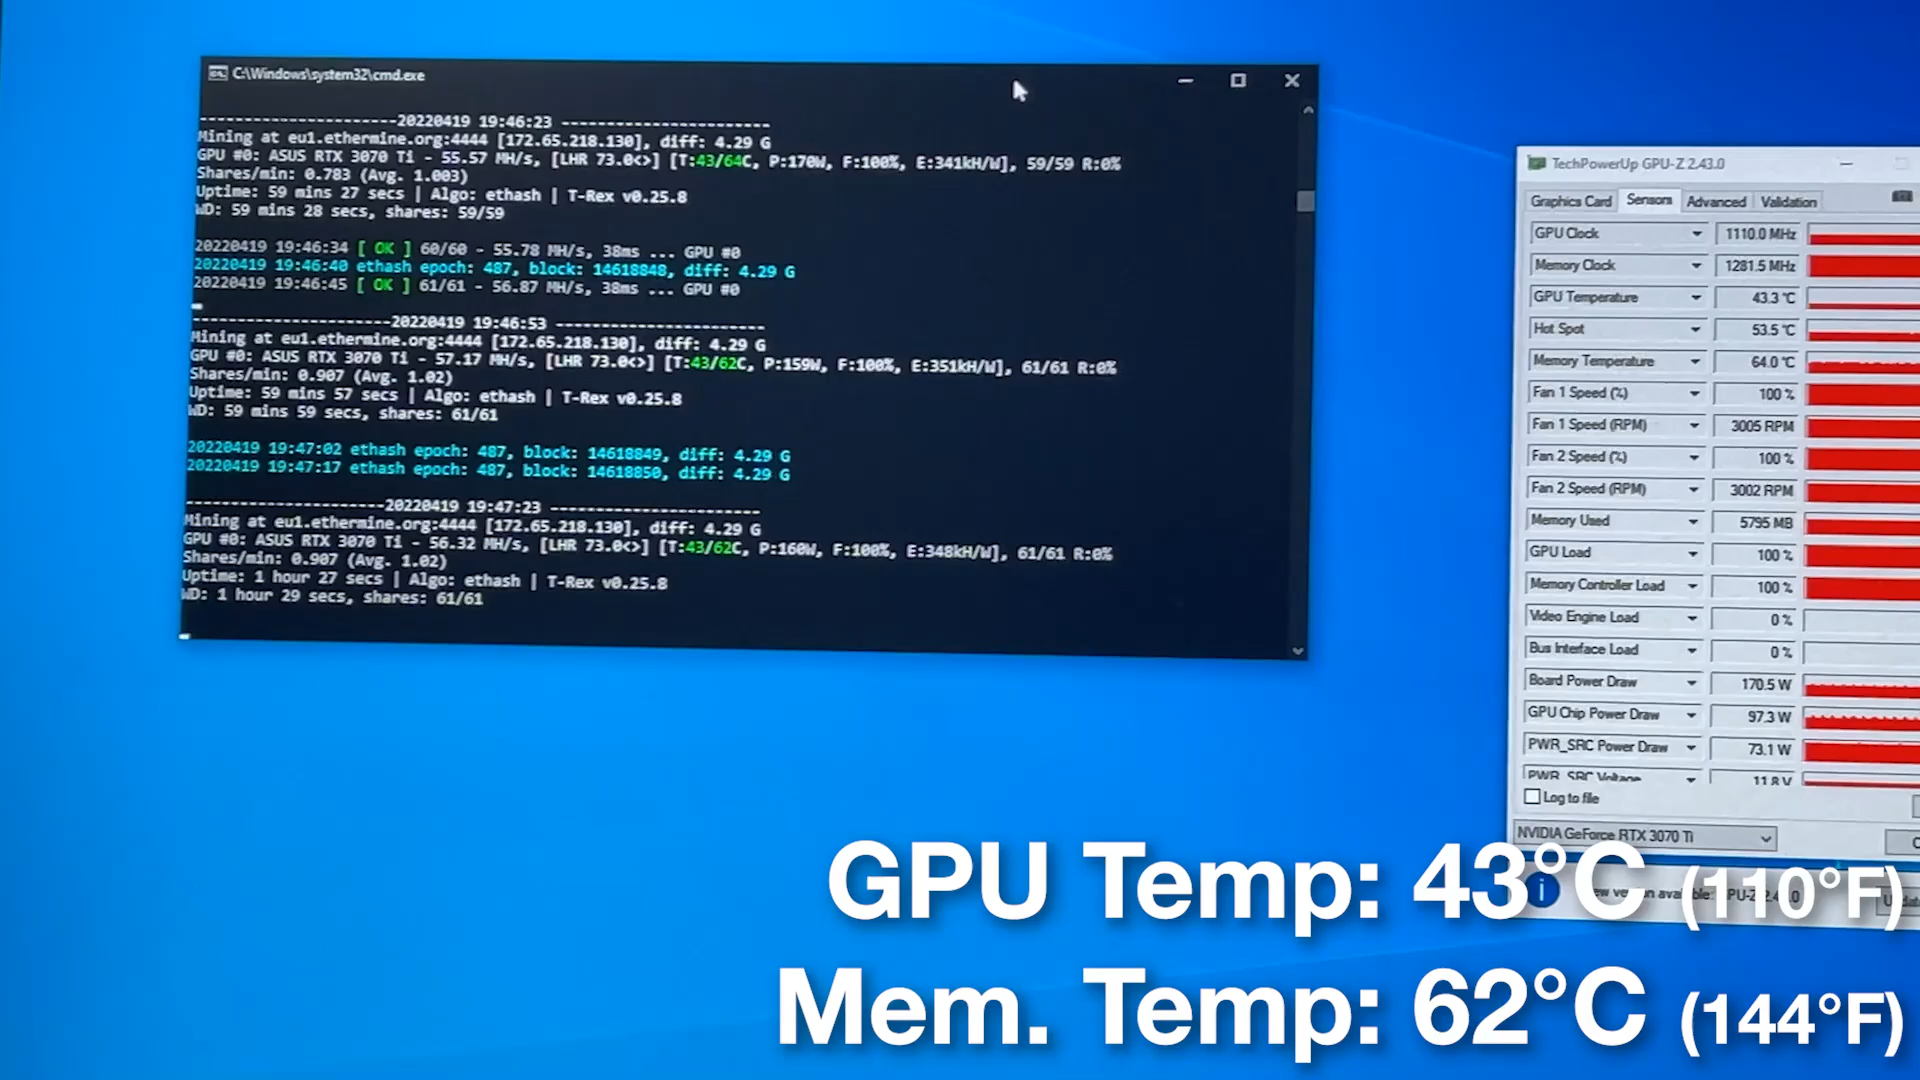 C:\Windows\system32\cmd.exe
----------------------20220419 19:46:23 -----------------------
Mining at eu1.ethermine.org:4444 [172.65.218.130], diff: 4.29 G
GPU #0: ASUS RTX 3070 Ti - 55.57 MH/s, [LHR 73.0<>] [T:43/64C, P:170W, F:100%, E:341kH/W], 59/59 R:0%
Shares/min: 0.783 (Avg. 1.003)
Uptime: 59 mins 27 secs | Algo: ethash | T-Rex v0.25.8
WD: 59 mins 28 secs, shares: 59/59
20220419 19:46:34 [ OK ] 60/60 - 55.78 MH/s, 38ms ... GPU #0
20220419 19:46:40 ethash epoch: 487, block: 14618848, diff: 4.29 G
20220419 19:46:45 [ OK ] 61/61 - 56.87 MH/s, 38ms ... GPU #0
----------------------20220419 19:46:53 -----------------------
Mining at eu1.ethermine.org:4444 [172.65.218.130], diff: 4.29 G
GPU #0: ASUS RTX 3070 Ti - 57.17 MH/s, [LHR 73.0<>] [T:43/62C, P:159W, F:100%, E:351kH/W], 61/61 R:0%
Shares/min: 0.907 (Avg. 1.02)
Uptime: 59 mins 57 secs | Algo: ethash | T-Rex v0.25.8
WD: 59 mins 59 secs, shares: 61/61
20220419 19:47:02 ethash epoch: 487, block: 14618849, diff: 4.29 G
20220419 19:47:17 ethash epoch: 487, block: 14618850, diff: 4.29 G
----------------------20220419 19:47:23 -----------------------
Mining at eu1.ethermine.org:4444 [172.65.218.130], diff: 4.29 G
GPU #0: ASUS RTX 3070 Ti - 56.32 MH/s, [LHR 73.0<>] [T:43/62C, P:160W, F:100%, E:348kH/W], 61/61 R:0%
Shares/min: 0.907 (Avg. 1.02)
Uptime: 1 hour 27 secs | Algo: ethash | T-Rex v0.25.8
WD: 1 hour 29 secs, shares: 61/61
TechPowerUp GPU-Z 2.43.0
Graphics Card Sensors Advanced Validation
GPU Clock 1110.0 MHz
Memory Clock 1281.5 MHz
GPU Temperature 43.3 °C
Hot Spot 53.5 °C
Memory Temperature 64.0 °C
Fan 1 Speed (%) 100 %
Fan 1 Speed (RPM) 3005 RPM
Fan 2 Speed (%) 100 %
Fan 2 Speed (RPM) 3002 RPM
Memory Used 5795 MB
GPU Load 100 %
Memory Controller Load 100 %
Video Engine Load 0 %
Bus Interface Load 0 %
Board Power Draw 170.5 W
GPU Chip Power Draw 97.3 W
PWR_SRC Power Draw 73.1 W
PWR_SRC Voltage 11.8 V
Log to file
NVIDIA GeForce RTX 3070 Ti
GPU Temp: 43°C (110°F)
Mem. Temp: 62°C (144°F)